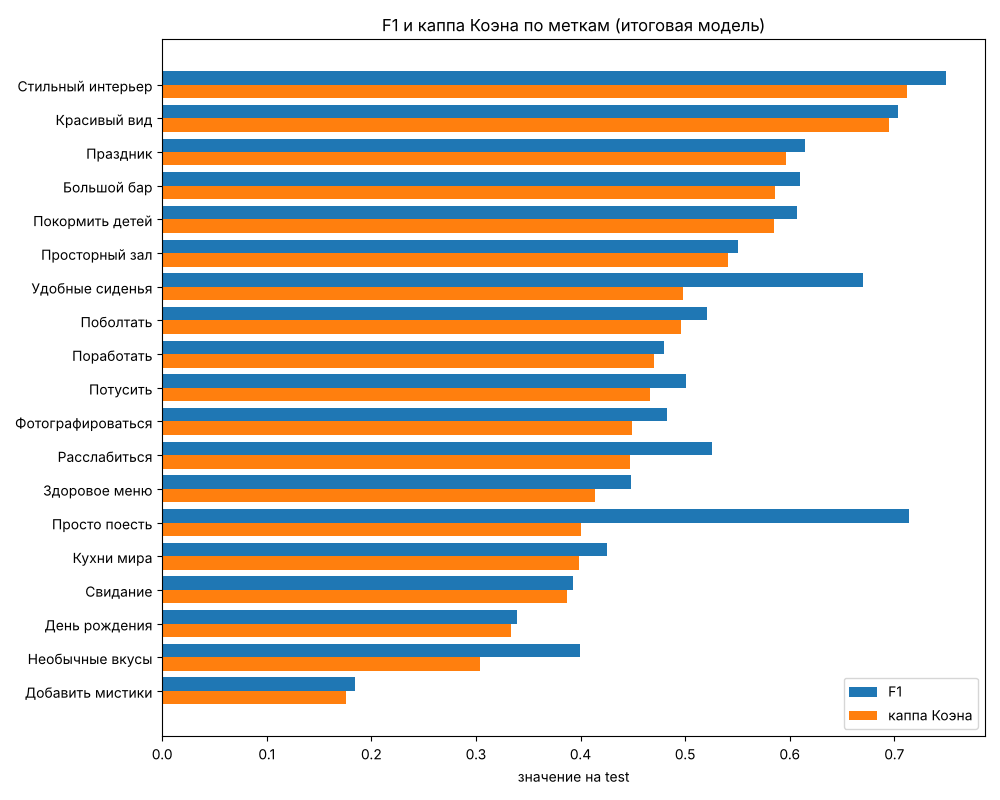 F1 и каппа Коэна по меткам (итоговая модель)
Стильный интерьер
Красивый вид
Праздник
Большой бар
Покормить детей
Просторный зал
Удобные сиденья
Поболтать
Поработать
Потусить
Фотографироваться
Расслабиться
Здоровое меню
Просто поесть
Кухни мира
Свидание
День рождения
Необычные вкусы
Добавить мистики
F1
каппа Коэна
0.0 0.1 0.2 0.3 0.4 0.5 0.6 0.7
значение на test